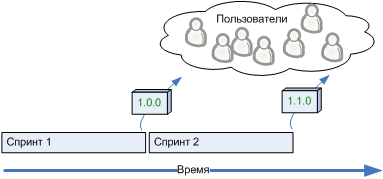 Пользователи
1.0.0
1.1.0
Спринт 1
Спринт 2
Время